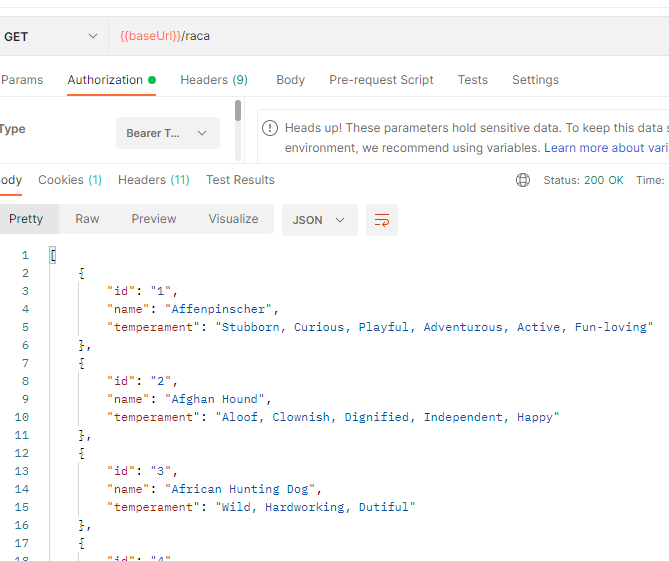 GET {{baseUrl}}/raca
Params Authorization Headers (9) Body Pre-request Script Tests Settings
Type Bearer T... Heads up! These parameters hold sensitive data. To keep this data s
environment, we recommend using variables. Learn more about vari
ody Cookies (1) Headers (11) Test Results Status: 200 OK Time:
Pretty Raw Preview Visualize JSON
1 [
2 {
3 "id": "1",
4 "name": "Affenpinscher",
5 "temperament": "Stubborn, Curious, Playful, Adventurous, Active, Fun-loving"
6 },
7 {
8 "id": "2",
9 "name": "Afghan Hound",
10 "temperament": "Aloof, Clownish, Dignified, Independent, Happy"
11 },
12 {
13 "id": "3",
14 "name": "African Hunting Dog",
15 "temperament": "Wild, Hardworking, Dutiful"
16 },
17 {
18 "id": "4"